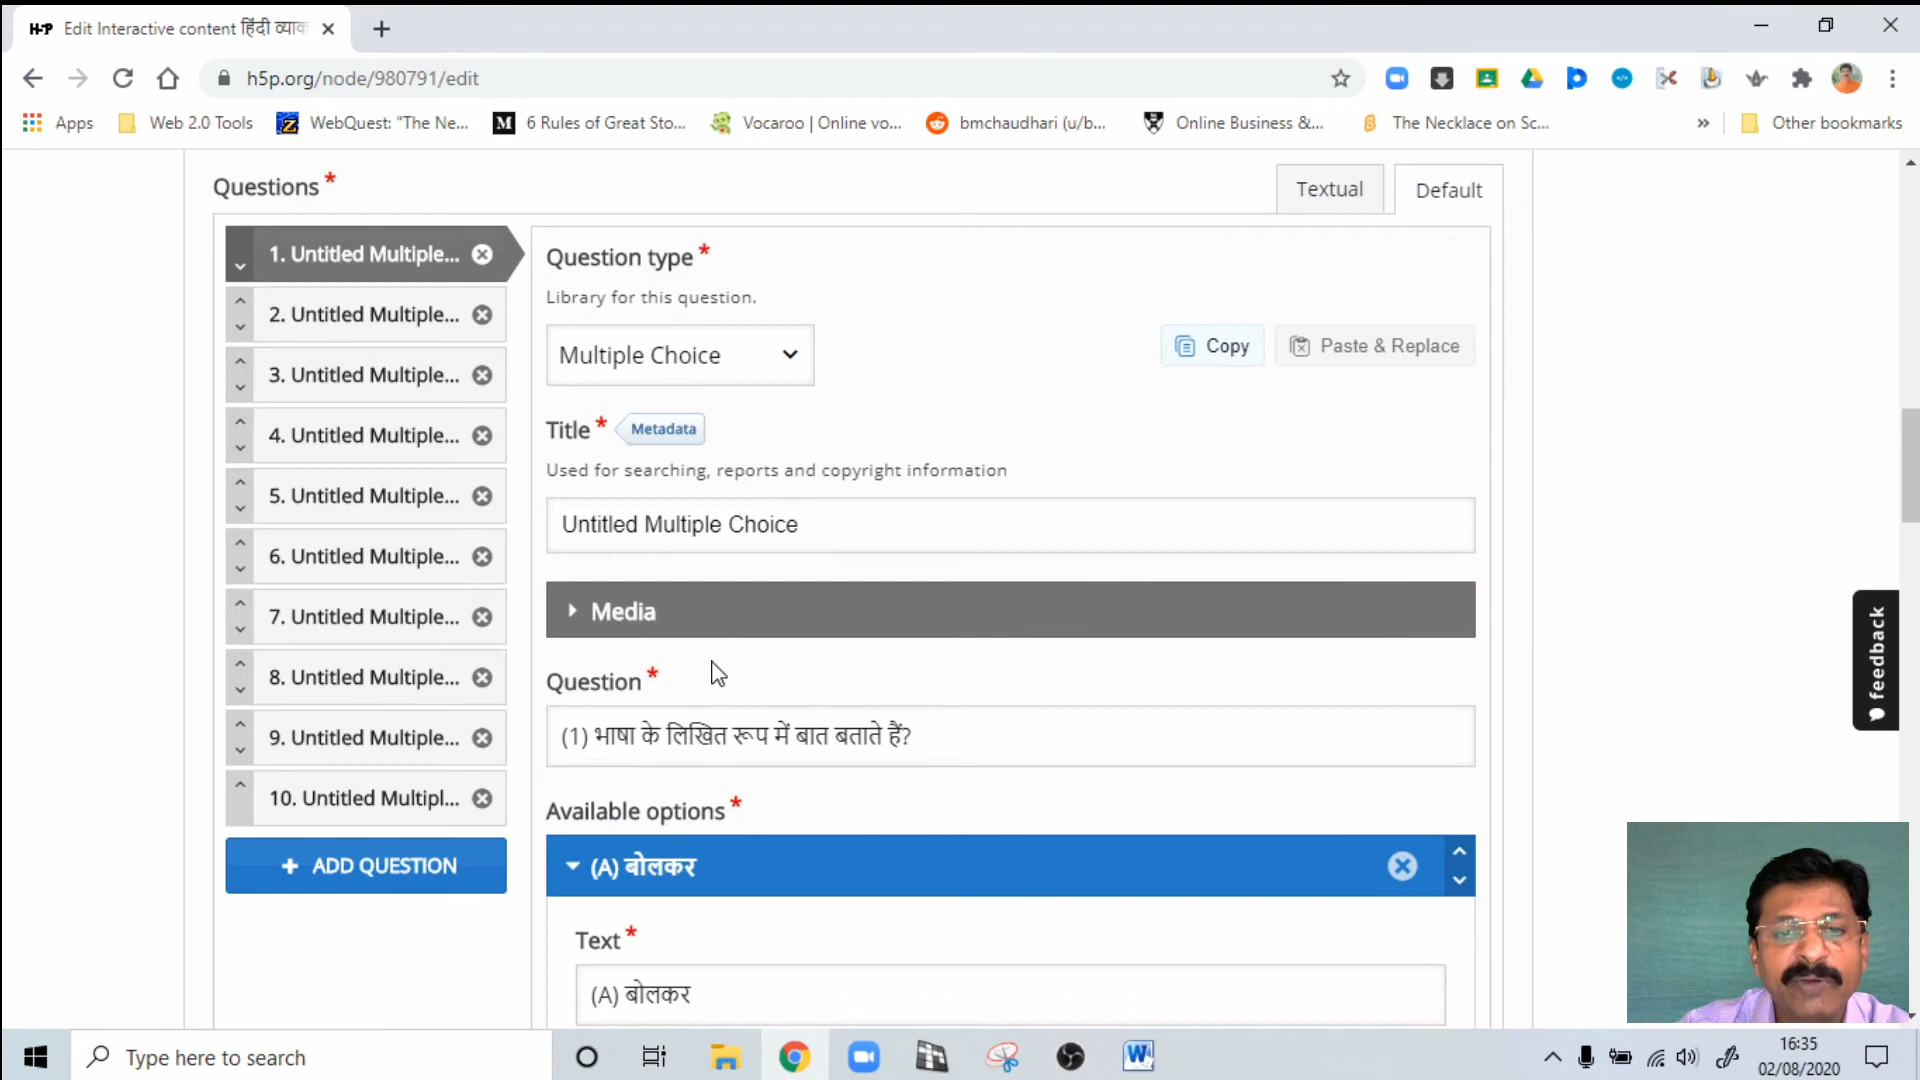 H-P Edit Interactive content हिंदी व्याक
h5p.org/node/980791/edit
Apps Web 2.0 Tools WebQuest: "The Ne... M 6 Rules of Great Sto... Vocaroo | Online vo... bmchaudhari (u/b... Online Business &... The Necklace on Sc... » Other bookmarks
Questions *
Textual Default
1. Untitled Multiple...
2. Untitled Multiple...
3. Untitled Multiple...
4. Untitled Multiple...
5. Untitled Multiple...
6. Untitled Multiple...
7. Untitled Multiple...
8. Untitled Multiple...
9. Untitled Multiple...
10. Untitled Multipl...
+ ADD QUESTION
Question type *
Library for this question.
Multiple Choice
Copy Paste & Replace
Title * Metadata
Used for searching, reports and copyright information
Untitled Multiple Choice
Media
Question *
(1) भाषा के लिखित रूप में बात बताते हैं?
Available options *
(A) बोलकर
Text *
(A) बोलकर
feedback
Type here to search
16:35
02/08/2020